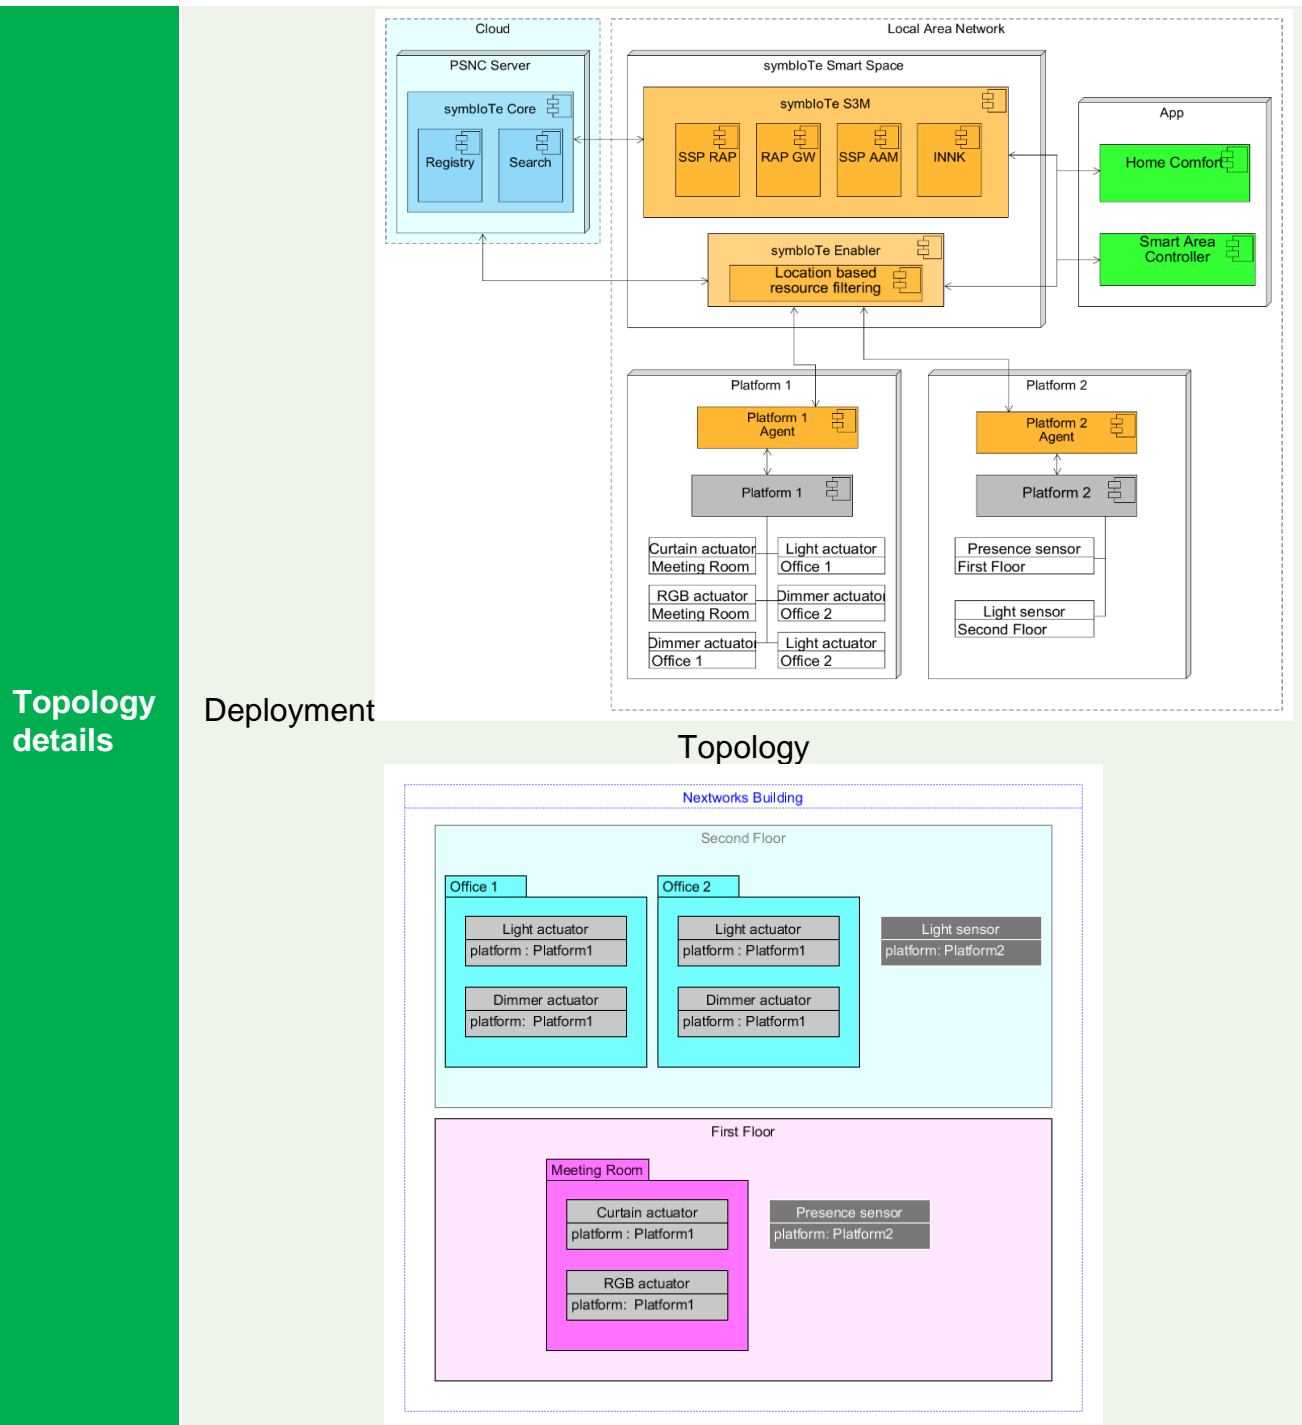 Topology
details
Deployment
Cloud
PSNC Server
symbIoTe Core
Registry
Search
Local Area Network
symbIoTe Smart Space
symbIoTe S3M
SSP RAP
RAP GW
SSP AAM
INNK
symbIoTe Enabler
Location based
resource filtering
App
Home Comfort
Smart Area
Controller
Platform 1
Platform 1
Agent
Platform 1
Curtain actuator
Meeting Room
Light actuator
Office 1
RGB actuator
Meeting Room
Dimmer actuator
Office 2
Dimmer actuator
Office 1
Light actuator
Office 2
Platform 2
Platform 2
Agent
Platform 2
Presence sensor
First Floor
Light sensor
Second Floor
Topology
Nextworks Building
Second Floor
Office 1
Light actuator
platform : Platform1
Dimmer actuator
platform: Platform1
Office 2
Light actuator
platform : Platform1
Dimmer actuator
platform : Platform1
Light sensor
platform: Platform2
First Floor
Meeting Room
Curtain actuator
platform : Platform1
RGB actuator
platform: Platform1
Presence sensor
platform: Platform2